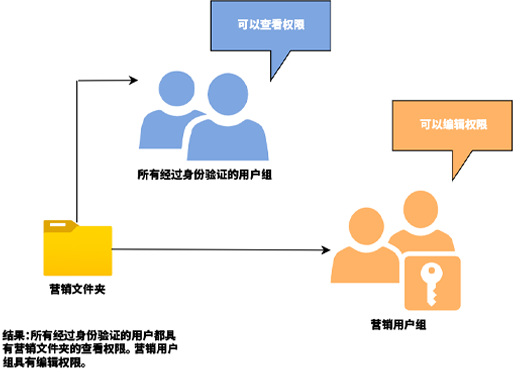 可以查看权限
可以编辑权限
所有经过身份验证的用户组
营销文件夹
营销用户组
结果：所有经过身份验证的用户都具
有营销文件夹的查看权限。营销用户
组具有编辑权限。